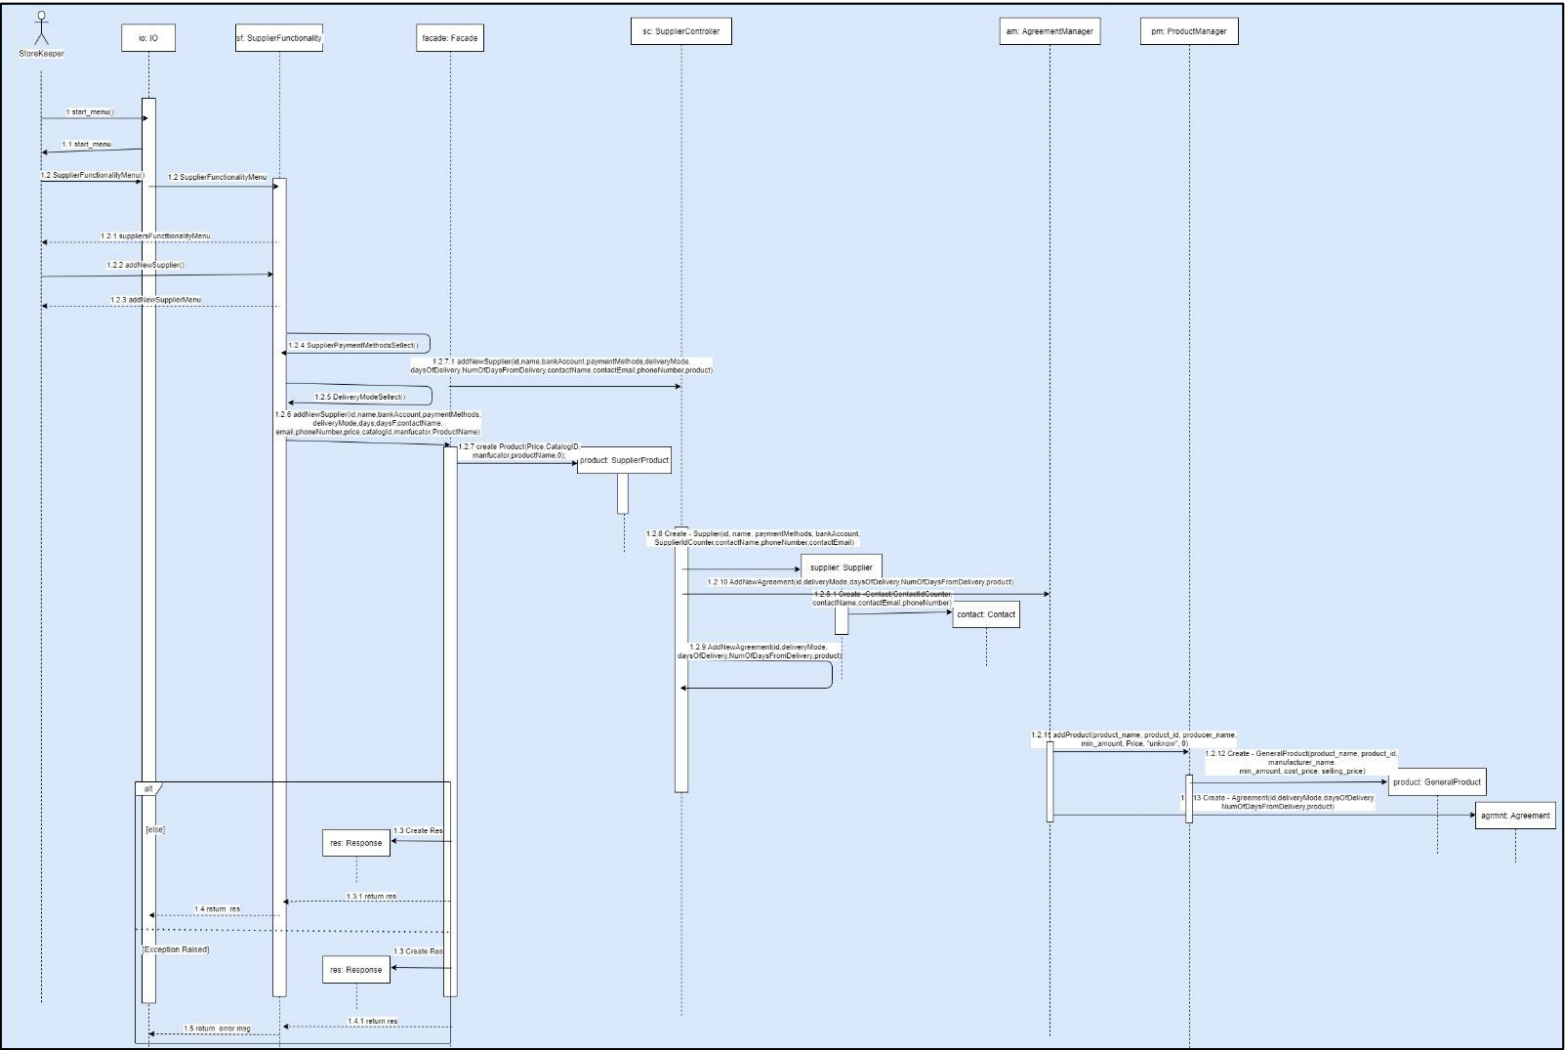 StoreKeeper
io: IO
sf: SupplierFunctionality
facade: Facade
sc: SupplierController
am: AgreementManager
pm: ProductManager
1 start_menu()
1.1 start_menu
1.2 SupplierFunctionalityMenu()
1.2 SupplierFunctionalityMenu
1.2.1 suppliersFuncttionalityMenu
1.2.2 addNewSupplier()
1.2.3 addNewSupplierMenu
1.2.4 SupplierPaymentMethodsSellect()
1.2.7.1 addNewSupplier(id,name,bankAccount,paymentMethods,deliveryMode,
daysOfDelivery,NumOfDaysFromDelivery,contactName,contactEmail,phoneNumber,product)
1.2.5 DeliveryModeSellect()
1.2.6 addNewSupplier(id,name,bankAccount,paymentMethods,
deliveryMode,days,daysF,contactName,
email,phoneNumber,price,catalogId,manfucator,ProductName)
1.2.7 create Product(Price,CatalogID,
manfucator,productName,0);
product: SupplierProduct
1.2.8 Create - Supplier(id, name, paymentMethods, bankAccount,
SupplierIdCounter,contactName,phoneNumber,contactEmail)
supplier: Supplier
1.2.10 AddNewAgreement(id,deliveryMode,daysOfDelivery,NumOfDaysFromDelivery,product)
1.2.8.1 Create -Contact(ContactIdCounter,
contactName,contactEmail,phoneNumber)
contact: Contact
1.2.9 AddNewAgreement(id,deliveryMode,
daysOfDelivery,NumOfDaysFromDelivery,product)
1.2.11 addProduct(product_name, product_id, producer_name,
min_amount, Price, "unknow", 0)
1.2.12 Create - GeneralProduct(product_name, product_id,
manufacturer_name,
min_amount, cost_price, selling_price)
product: GeneralProduct
13 Create - Agreement(id,deliveryMode,daysOfDelivery,
NumOfDaysFromDelivery,product)
agrmnt: Agreement
alt
[else]
1.3 Create Res
res: Response
1.3.1 return res
1.4 return res
[Exception Raised]
1.3 Create Res
res: Response
1.4.1 return res
1.5 return error msg